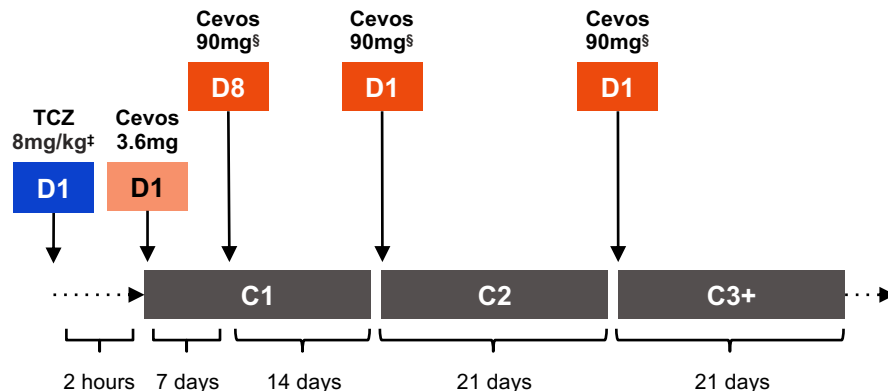 Cevos
90mg§
D8
Cevos
90mg§
D1
Cevos
90mg§
D1
TCZ
8mg/kg‡
D1
Cevos
3.6mg
D1
C1
C2
C3+
2 hours
7 days
14 days
21 days
21 days